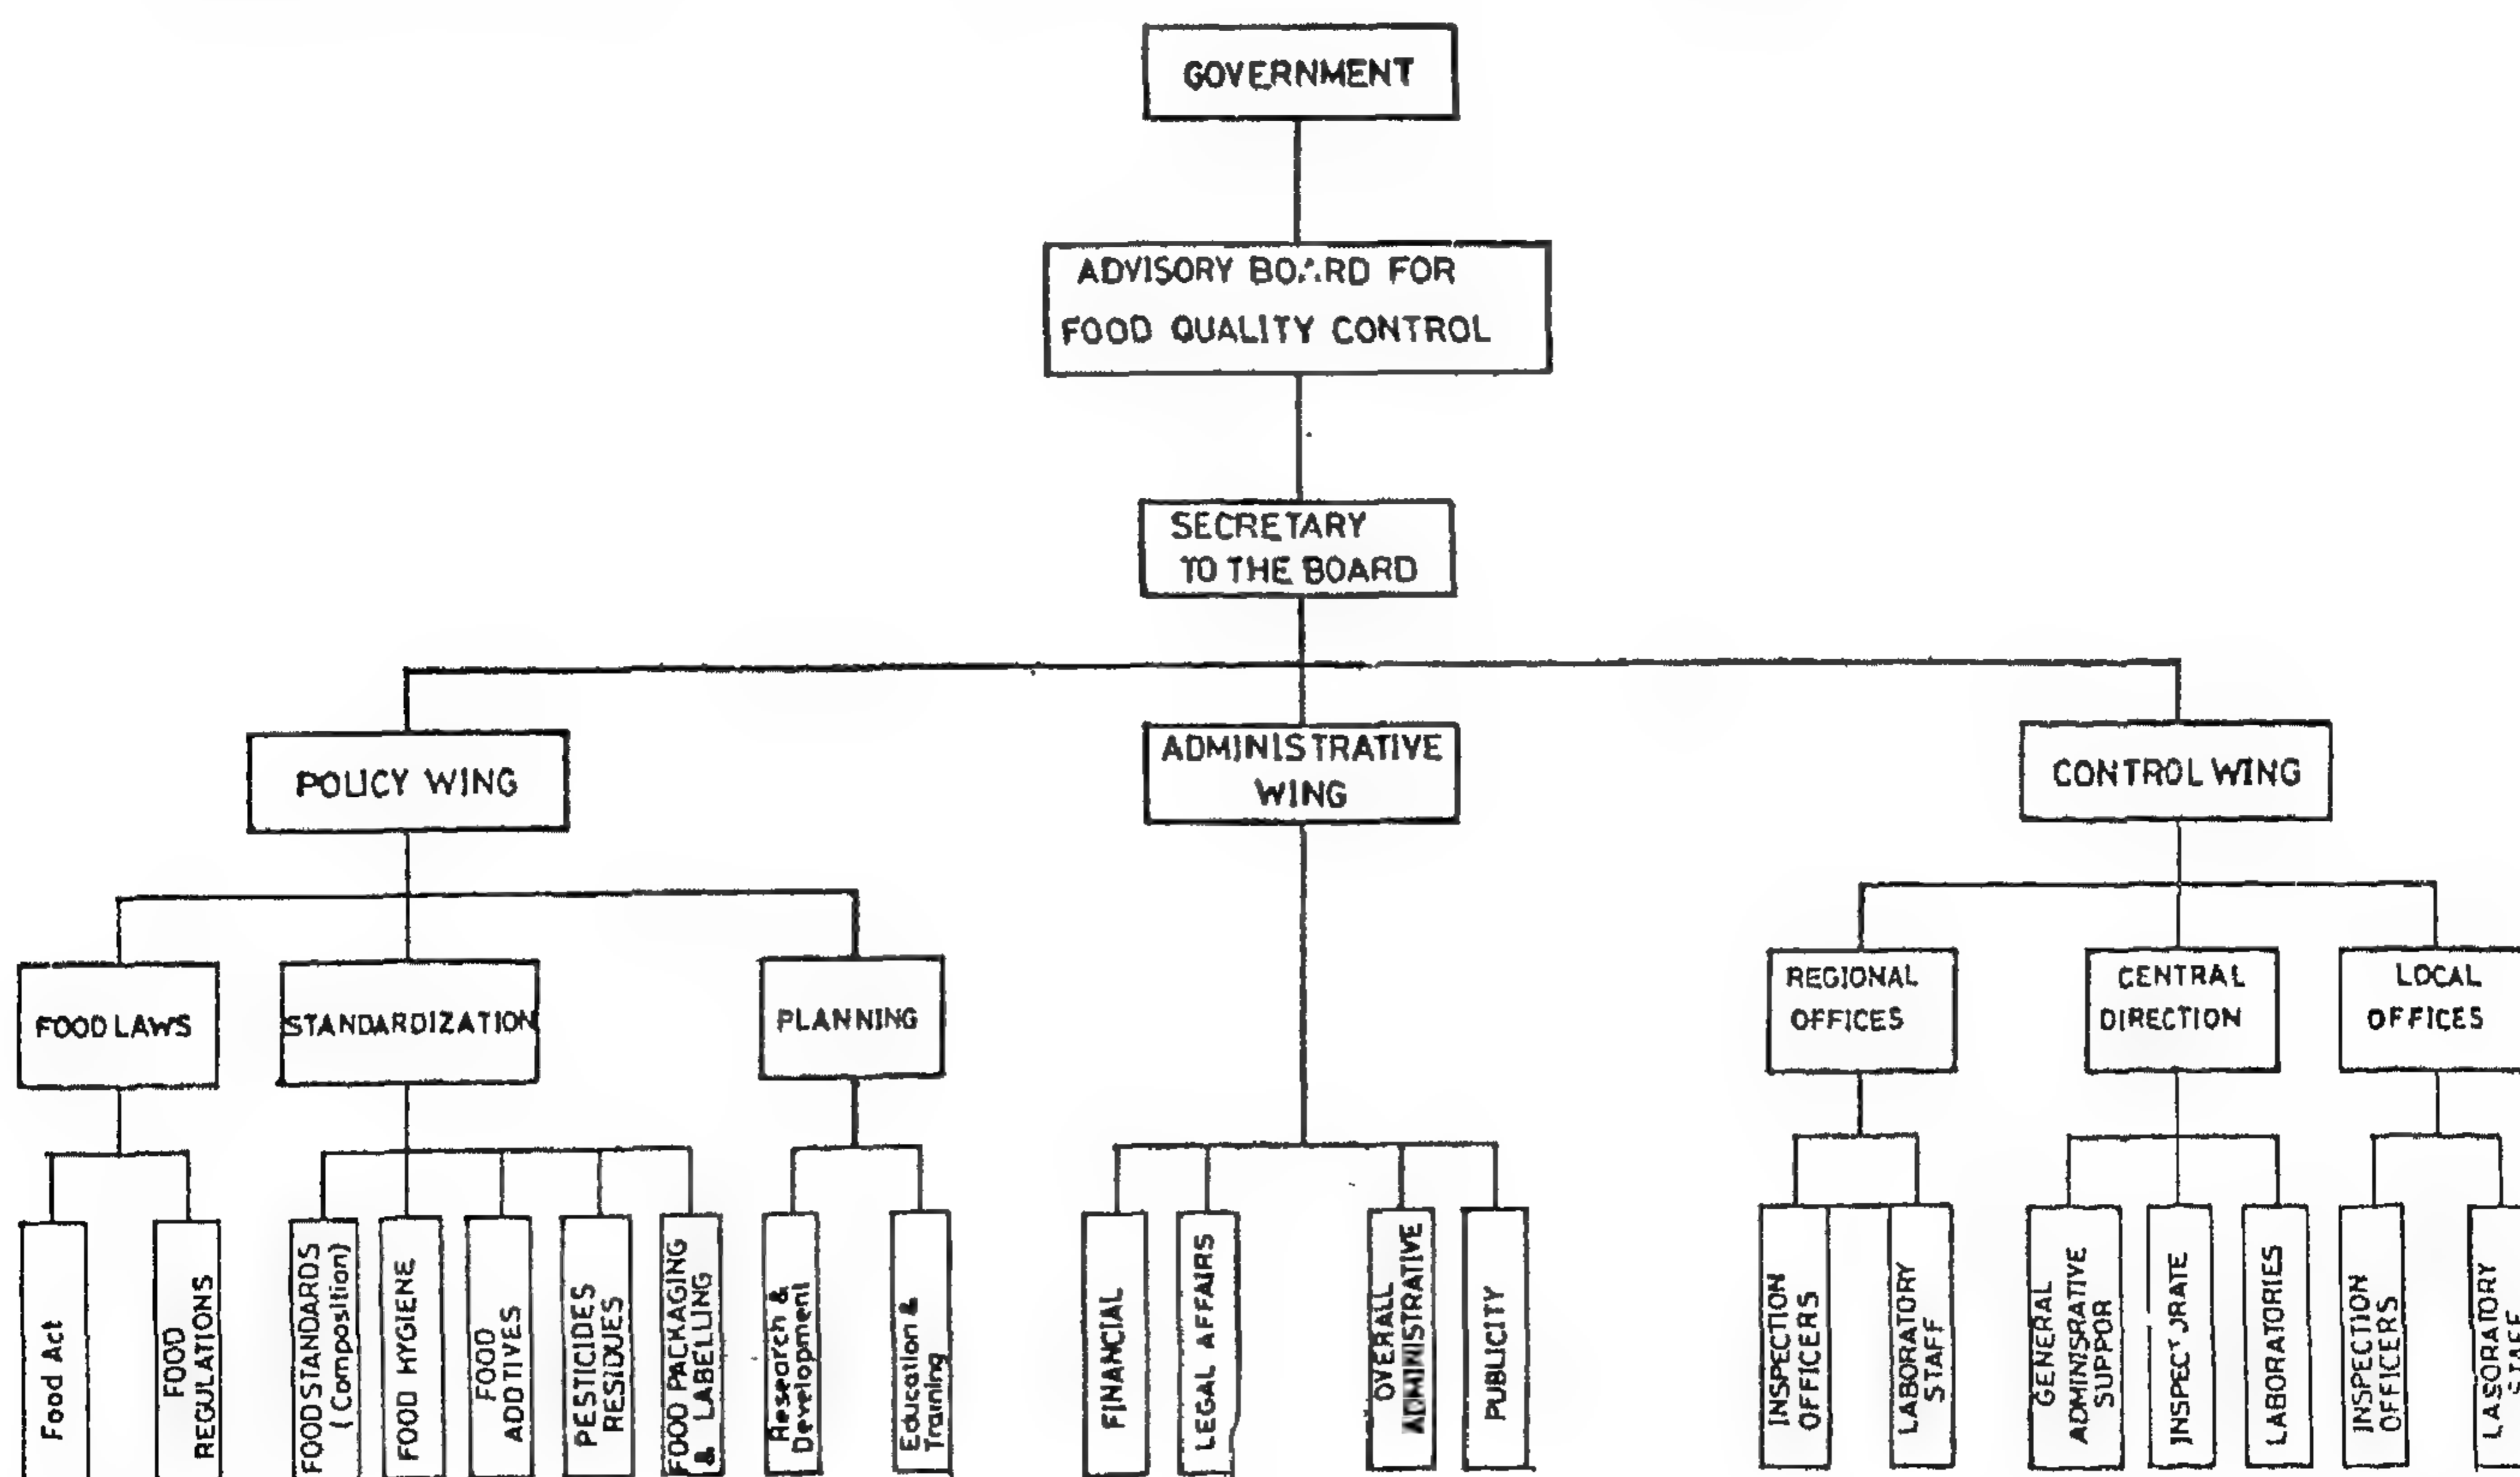 GOVERNMENT
ADVISORY BOARD FOR
FOOD QUALITY CONTROL
SECRETARY
TO THE BOARD
POLICY WING
ADMINISTRATIVE
WING
CONTROL WING
FOOD LAWS
STANDARDIZATION
PLANNING
REGIONAL
OFFICES
CENTRAL
DIRECTION
LOCAL
OFFICES
Food Act
FOOD
REGULATIONS
FOOD STANDARDS
(Composition)
FOOD HYGIENE
FOOD
ADDTIVES
PESTICIDES
RESIDUES
FOOD PACKAGING
& LABELLING
Research &
Development
Education &
Training
FINANCIAL
LEGAL AFFAIRS
OVERALL
ADMINISTRATIVE
PUBLICITY
INSPECTION
OFFICERS
LABORATORY
STAFF
GENERAL
ADMINISRATIVE
SUPPOR
INSPECTORATE
LABORATORIES
INSPECTION
OFFICERS
LABORATORY
STAFF